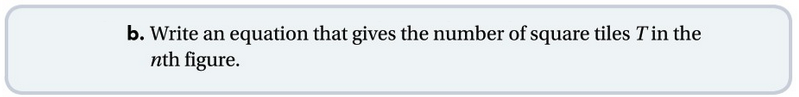 b. Write an equation that gives the number of square tiles T in the
nth figure.